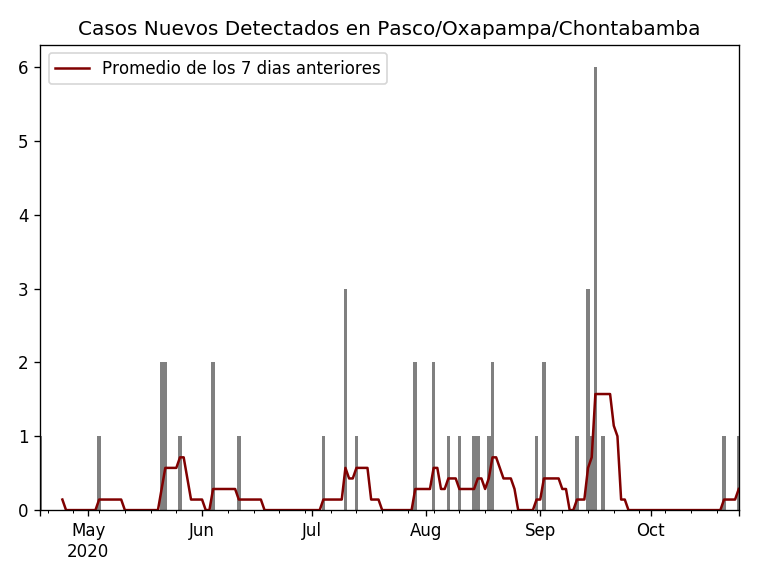 Casos Nuevos Detectados en Pasco/Oxapampa/Chontabamba
Promedio de los 7 dias anteriores
6
5
4
3
2
1
0
May Jun Jul Aug Sep Oct
2020